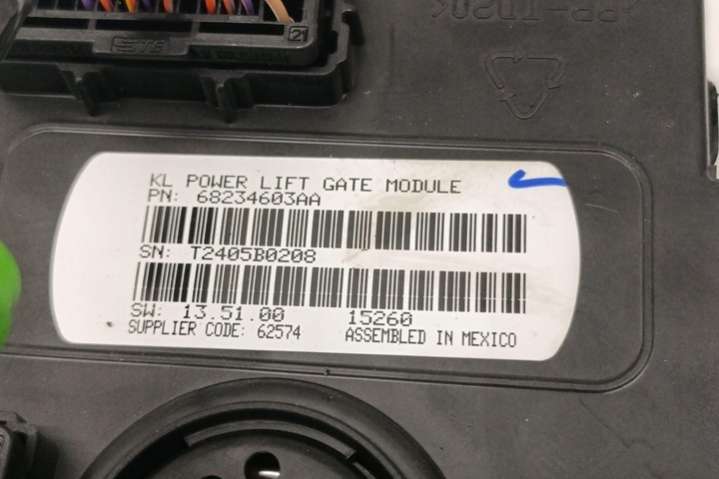 21
KL POWER LIFT GATE MODULE
PN: 68234603AA
SN: T2405B0208
SW: 13.51.00 15260
SUPPLIER CODE: 62574 ASSEMBLED IN MEXICO